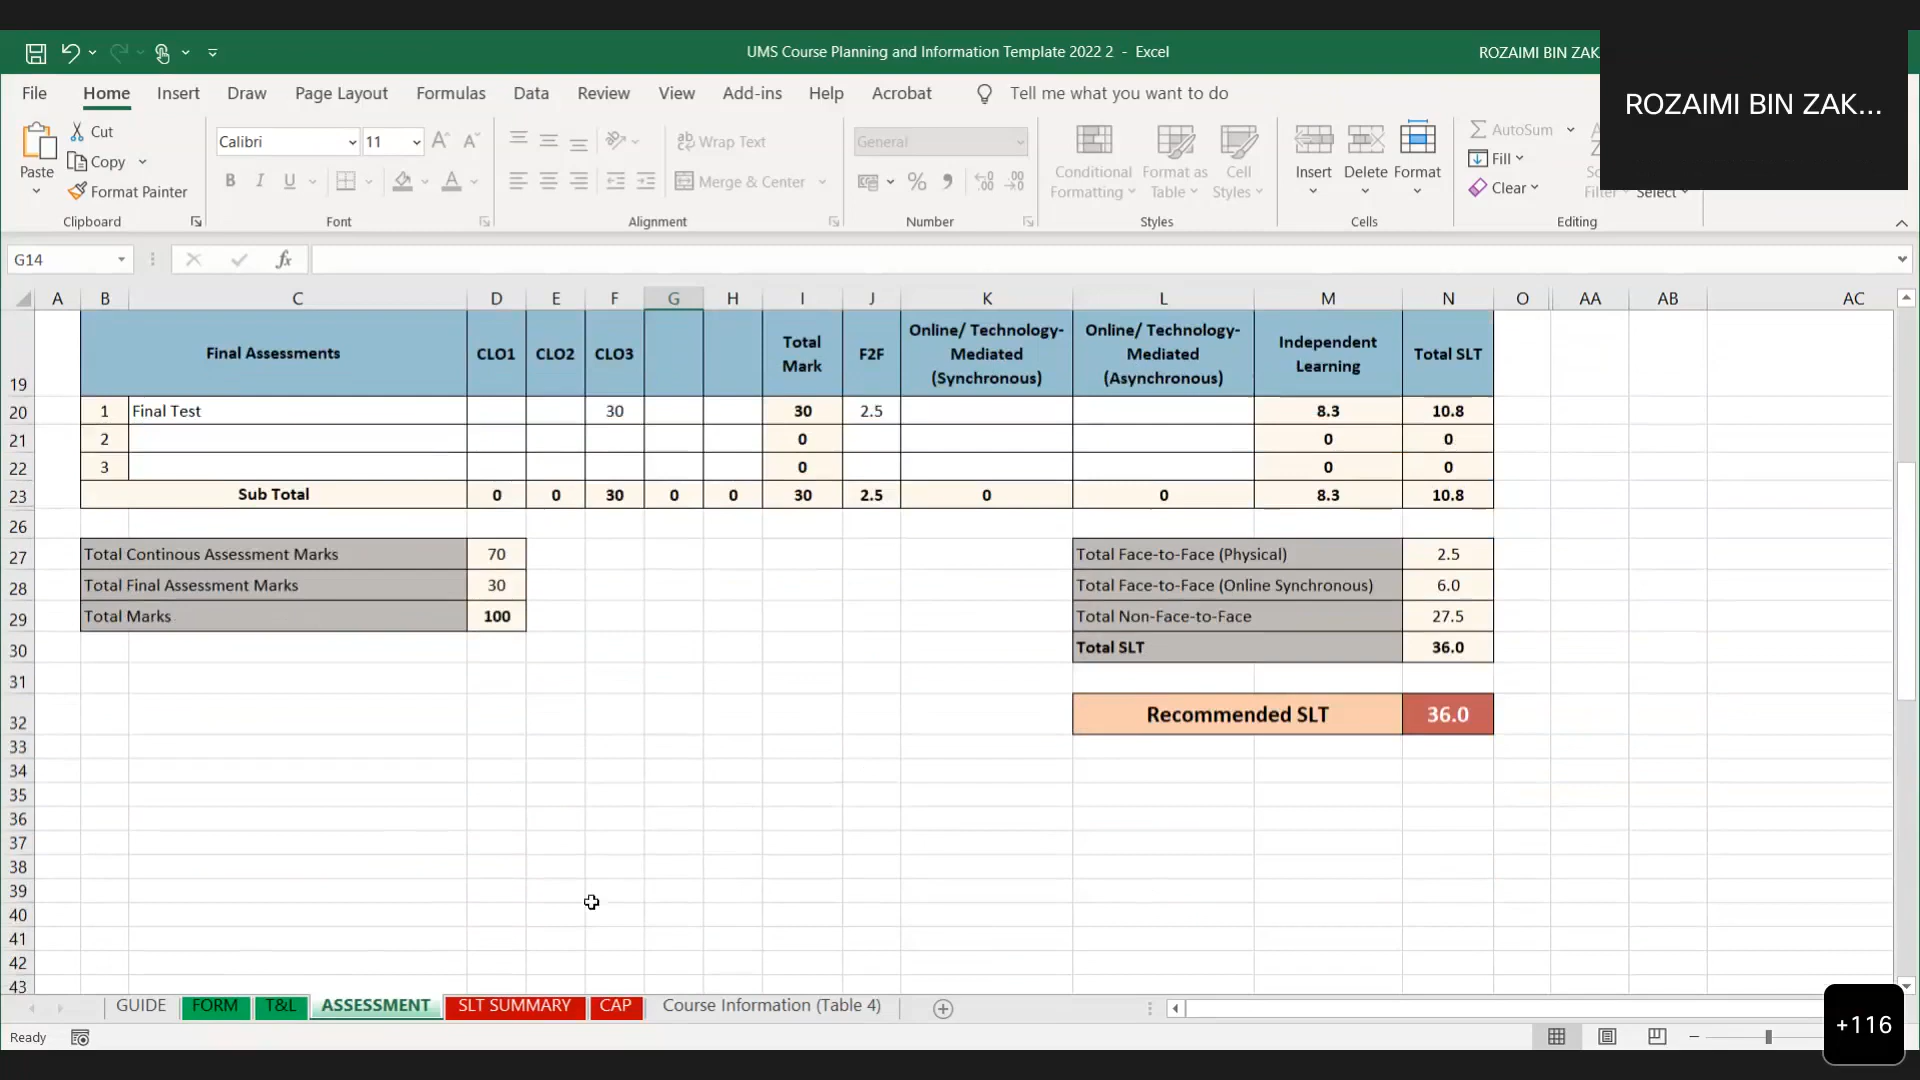 UMS Course Planning and Information Template 2022 2 - Excel
ROZAIMI BIN ZAK
ROZAIMI BIN ZAK...
File Home Insert Draw Page Layout Formulas Data Review View Add-ins Help Acrobat Tell me what you want to do
Paste
Cut
Copy
Format Painter
Clipboard
Calibri 11
B I U
Font
Wrap Text
Merge & Center
Alignment
General
Number
Conditional Formatting
Format as Table
Cell Styles
Styles
Insert Delete Format
Cells
AutoSum
Fill
Clear
Filter Select
Editing
G14 fx
A B C D E F G H I J K L M N O AA AB AC
19 Final Assessments CLO1 CLO2 CLO3 Total Mark F2F Online/ Technology-Mediated (Synchronous) Online/ Technology-Mediated (Asynchronous) Independent Learning Total SLT
20 1 Final Test 30 30 2.5 8.3 10.8
21 2 0 0 0
22 3 0 0 0
23 Sub Total 0 0 30 0 0 30 2.5 0 0 8.3 10.8
26
27 Total Continous Assessment Marks 70 Total Face-to-Face (Physical) 2.5
28 Total Final Assessment Marks 30 Total Face-to-Face (Online Synchronous) 6.0
29 Total Marks 100 Total Non-Face-to-Face 27.5
30 Total SLT 36.0
31
32 Recommended SLT 36.0
33
34
35
36
37
38
39
40
41
42
43
GUIDE FORM T&L ASSESSMENT SLT SUMMARY CAP Course Information (Table 4)
Ready
+116